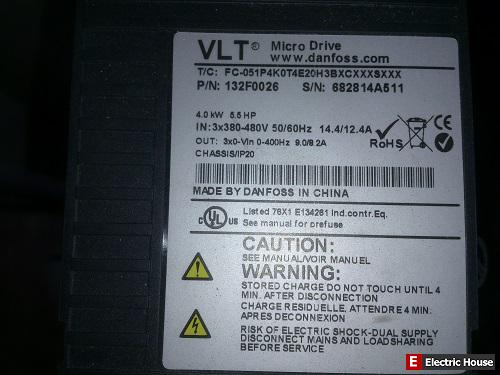 VLT® Micro Drive
www.danfoss.com
T/C: FC-051P4K0T4E20H3BXCXXXSXXX
P/N: 132F0026 S/N: 682814A511
4.0 kW 5.5 HP
IN: 3x380-480V 50/60Hz 14.4/12.4A
OUT: 3x0-Vin 0-400Hz 9.0/8.2A
CHASSIS/IP20
RoHS
CE
MADE BY DANFOSS IN CHINA
c UL US Listed 76X1 E134261 Ind.contr.Eq.
See manual for prefuse
CAUTION:
SEE MANUAL/VOIR MANUEL
WARNING:
STORED CHARGE DO NOT TOUCH UNTIL 4
MIN. AFTER DISCONNECTION
CHARGE RESIDUELLE, ATTENDRE 4 MIN.
APRES DECONNEXION
RISK OF ELECTRIC SHOCK-DUAL SUPPLY
DISCONNECT MAINS AND LOADSHARING
BEFORE SERVICE
E Electric House